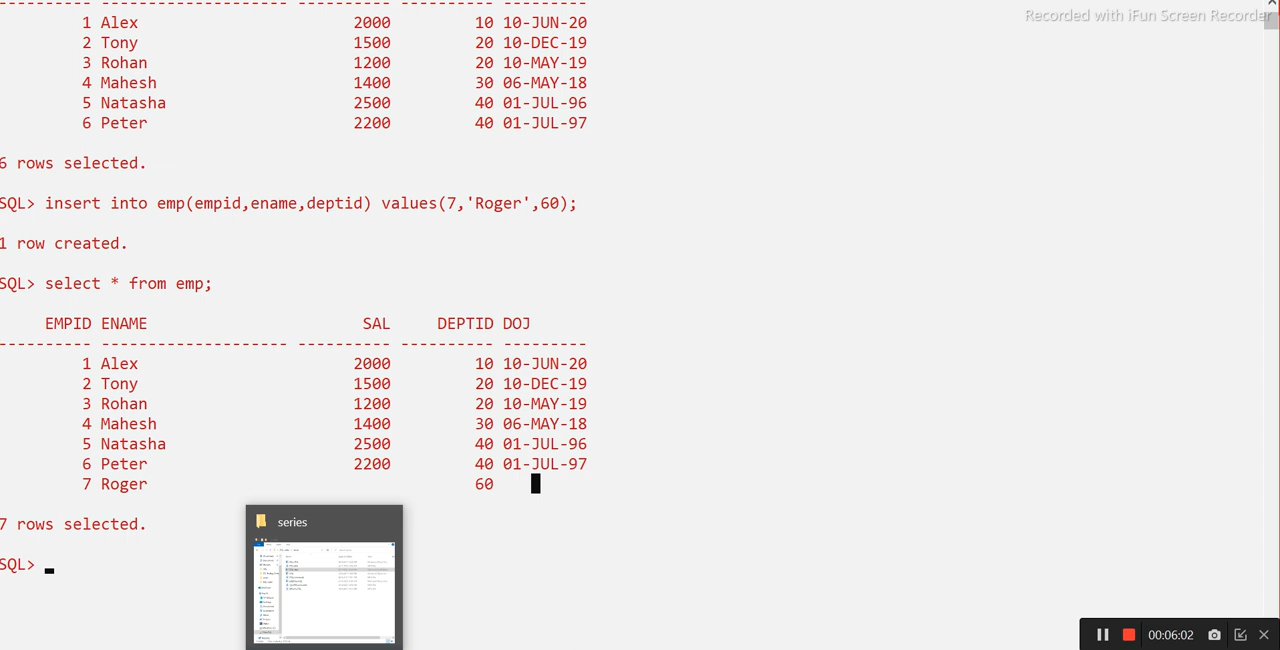 ---------- -------------------- ---------- ---------- ---------
1 Alex 2000 10 10-JUN-20
Recorded with iFun Screen Recorder
2 Tony 1500 20 10-DEC-19
3 Rohan 1200 20 10-MAY-19
4 Mahesh 1400 30 06-MAY-18
5 Natasha 2500 40 01-JUL-96
6 Peter 2200 40 01-JUL-97
6 rows selected.
SQL> insert into emp(empid,ename,deptid) values(7,'Roger',60);
1 row created.
SQL> select * from emp;
EMPID ENAME SAL DEPTID DOJ
---------- -------------------- ---------- ---------- ---------
1 Alex 2000 10 10-JUN-20
2 Tony 1500 20 10-DEC-19
3 Rohan 1200 20 10-MAY-19
4 Mahesh 1400 30 06-MAY-18
5 Natasha 2500 40 01-JUL-96
6 Peter 2200 40 01-JUL-97
7 Roger 60
7 rows selected.
SQL>
series
00:06:02